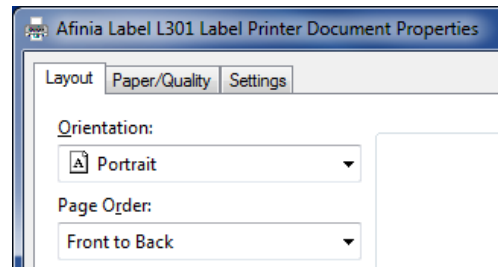 Afinia Label L301 Label Printer Document Properties
Layout Paper/Quality Settings
Orientation:
A Portrait
Page Order:
Front to Back